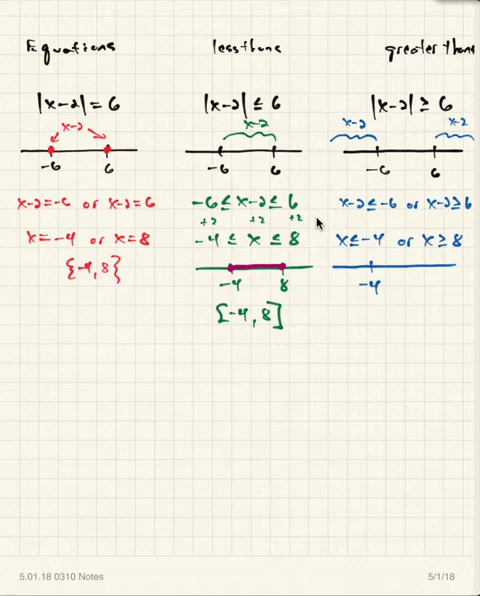 Equations
|x-2| = 6
x-2
-6 6
x-2=-6 or x-2=6
x=-4 or x=8
{-4,8}
less thans
|x-2| ≤ 6
x-2
-6 6
-6 ≤ x-2 ≤ 6
+2 +2 +2
-4 ≤ x ≤ 8
-4 8
[-4,8]
greater thans
|x-2| ≥ 6
x-2 x-2
-6 6
x-2≤-6 or x-2≥6
x≤-4 or x≥8
-4
5.01.18 0310 Notes 5/1/18